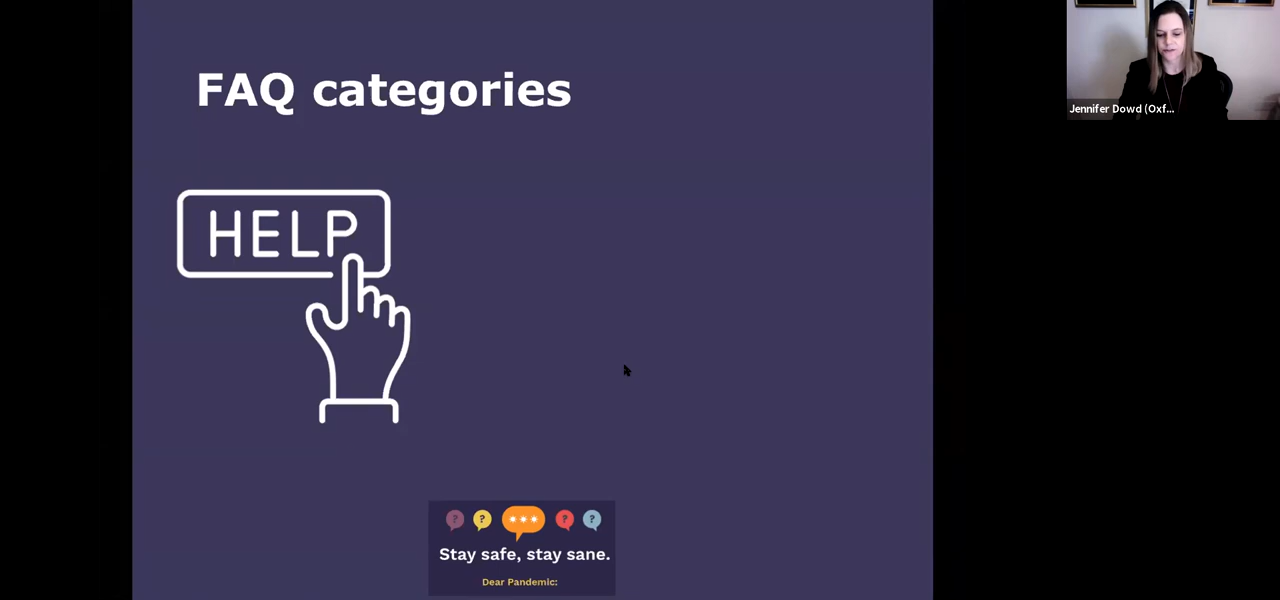 FAQ categories
HELP
? ? *** ? ?
Stay safe, stay sane.
Dear Pandemic:
Jennifer Dowd (Oxf...